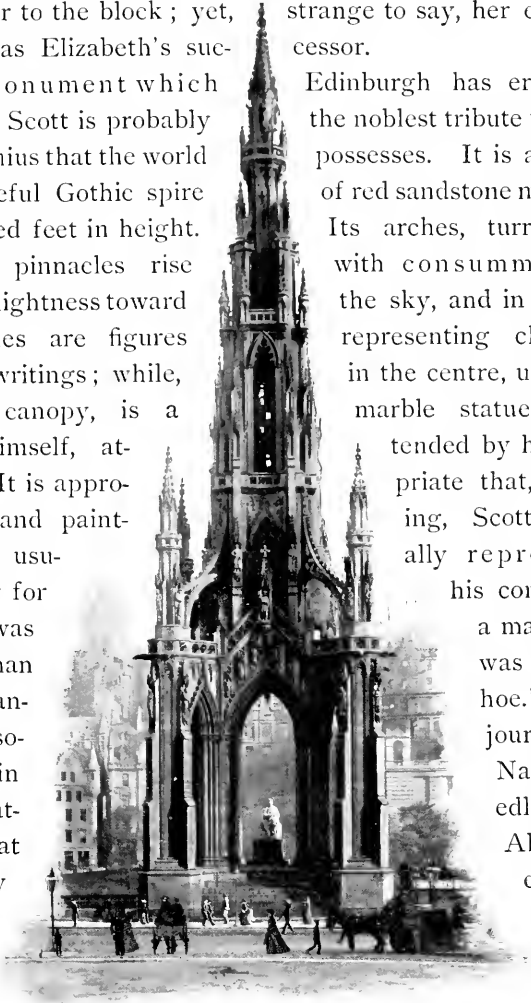 r to the block ; yet, strange to say, her c
as Elizabeth's suc- cessor.
onument which Edinburgh has er
Scott is probably the noblest tribute
nius that the world possesses. It is a
eful Gothic spire of red sandstone n
ed feet in height. Its arches, turr
pinnacles rise with consumm
lightness toward the sky, and in
es are figures representing cl
writings ; while, in the centre, u
canopy, is a marble statue
imself, at- tended by h
It is appro- priate that,
and paint- ing, Scott
usu- ally repr
for his con
was a ma
nan was
an- hoe.
so- jour
in Na
at- edl
at Al
y